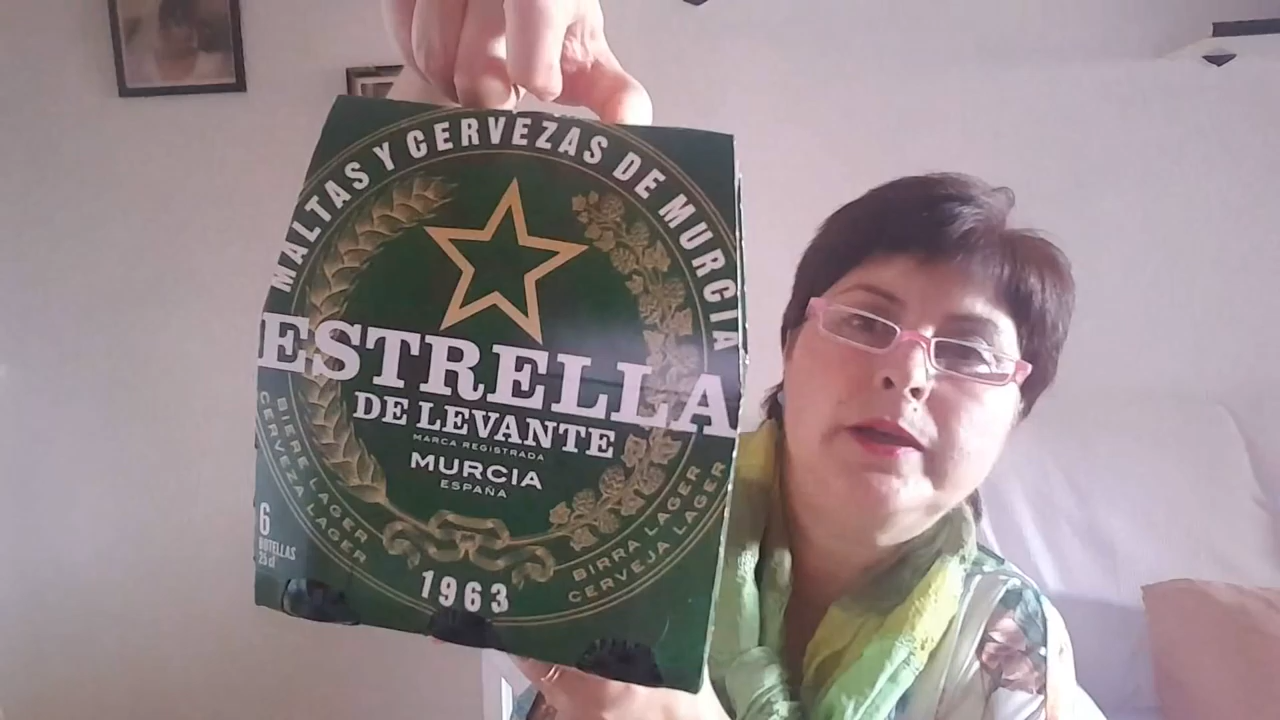 MALTAS Y CERVEZAS DE MURCIA
ESTRELLA
DE LEVANTE
MARCA REGISTRADA
MURCIA
ESPAÑA
BIERE LAGER
CERVEZA LAGER
BIRRA LAGER
CERVEJA LAGER
6
BOTELLAS
25 cl
1963